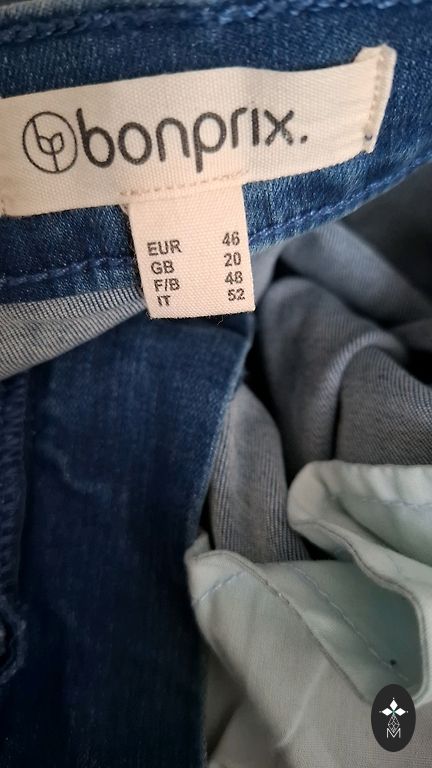 bonprix.
EUR 46
GB 20
F/B 48
IT 52